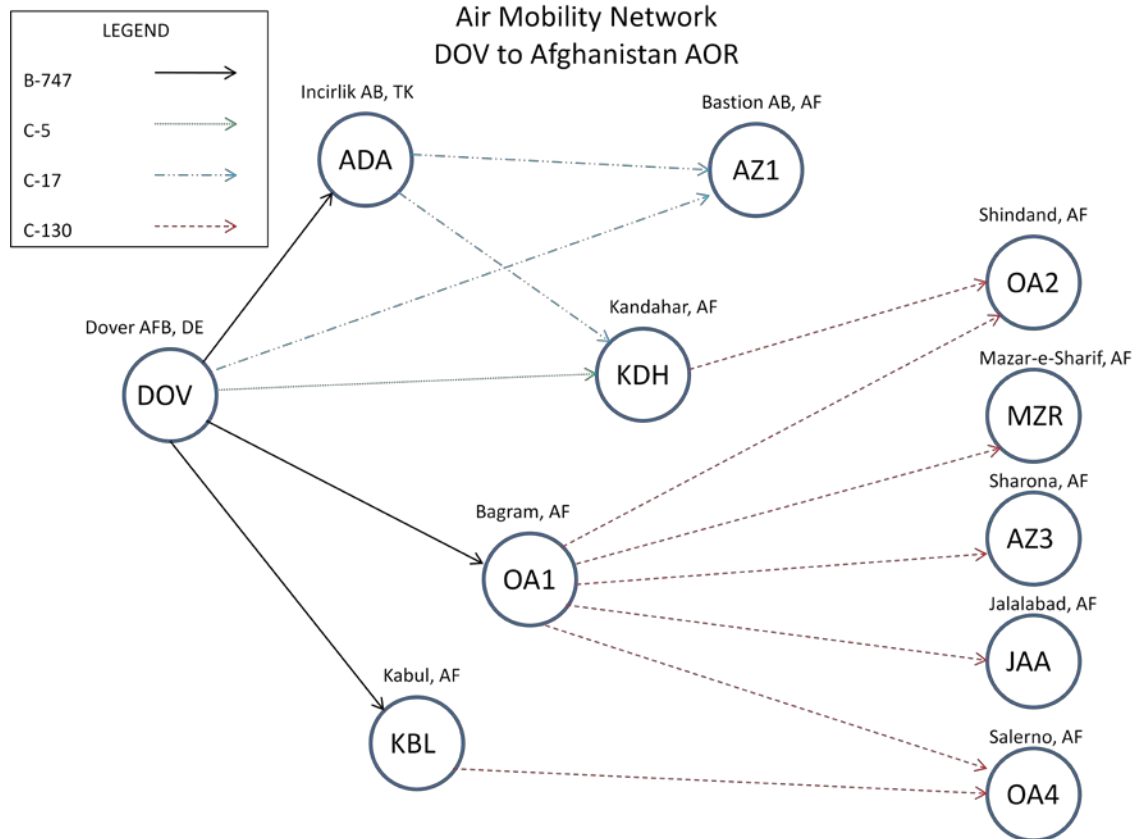 Air Mobility Network
DOV to Afghanistan AOR
LEGEND
B-747
C-5
C-17
C-130
Incirlik AB, TK
ADA
Bastion AB, AF
AZ1
Shindand, AF
OA2
Dover AFB, DE
DOV
Kandahar, AF
KDH
Mazar-e-Sharif, AF
MZR
Sharona, AF
AZ3
Bagram, AF
OA1
Jalalabad, AF
JAA
Kabul, AF
KBL
Salerno, AF
OA4